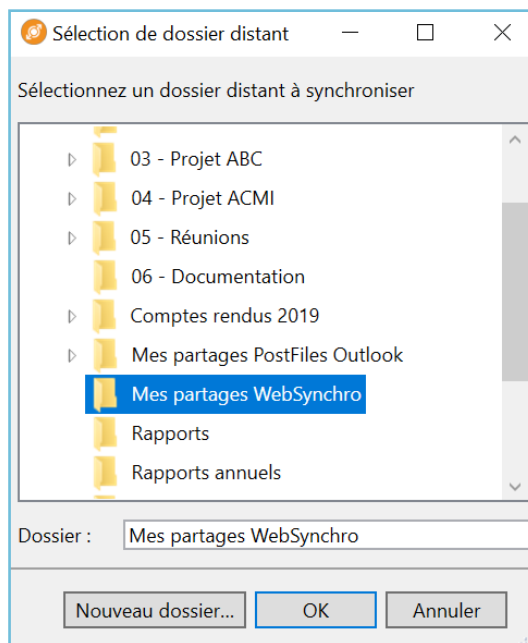 Sélection de dossier distant
Sélectionnez un dossier distant à synchroniser
03 - Projet ABC
04 - Projet ACMI
05 - Réunions
06 - Documentation
Comptes rendus 2019
Mes partages PostFiles Outlook
Mes partages WebSynchro
Rapports
Rapports annuels
Dossier : Mes partages WebSynchro
Nouveau dossier... OK Annuler